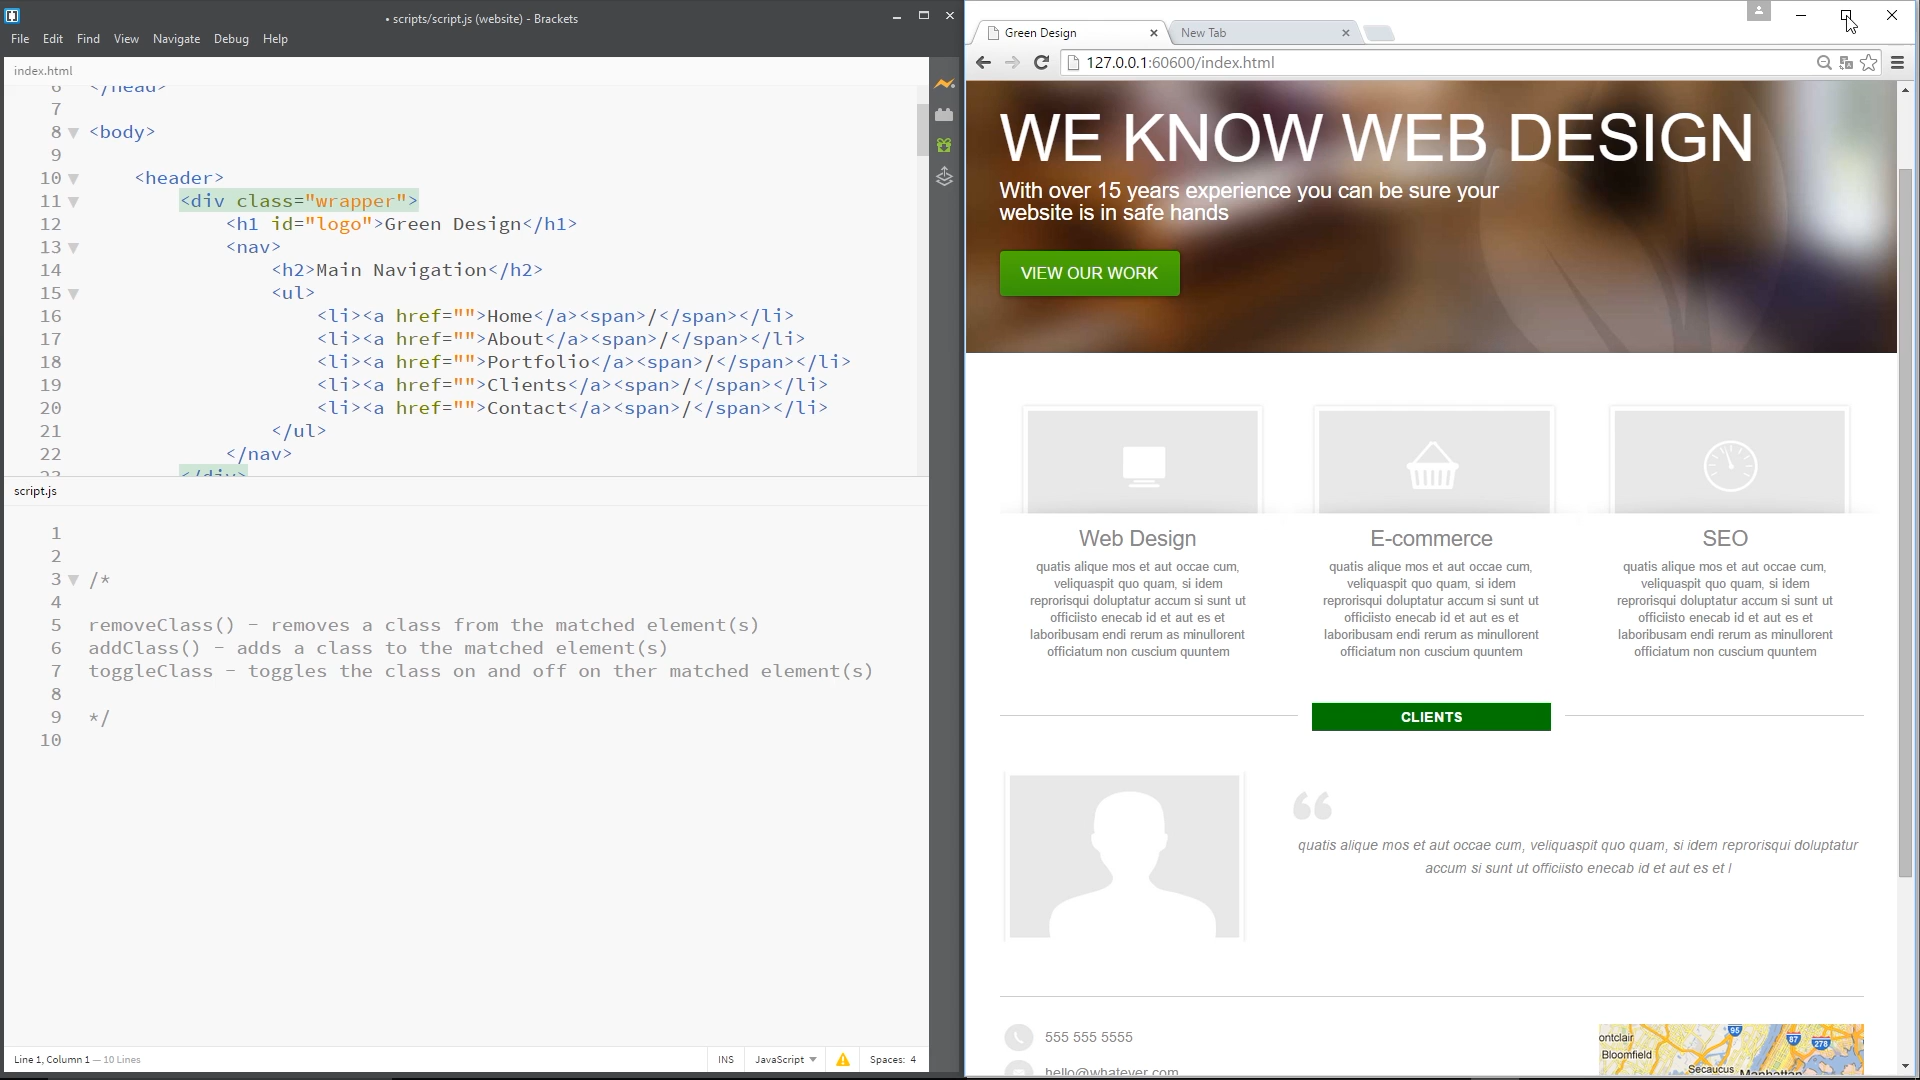 • scripts/script.js (website) - Brackets
File Edit Find View Navigate Debug Help
index.html
6 </head>
7
8 <body>
9
10 <header>
11 <div class="wrapper">
12 <h1 id="logo">Green Design</h1>
13 <nav>
14 <h2>Main Navigation</h2>
15 <ul>
16 <li><a href="">Home</a><span>/</span></li>
17 <li><a href="">About</a><span>/</span></li>
18 <li><a href="">Portfolio</a><span>/</span></li>
19 <li><a href="">Clients</a><span>/</span></li>
20 <li><a href="">Contact</a><span>/</span></li>
21 </ul>
22 </nav>
23 </div>
script.js
1
2
3 /*
4
5 removeClass() - removes a class from the matched element(s)
6 addClass() - adds a class to the matched element(s)
7 toggleClass - toggles the class on and off on ther matched element(s)
8
9 */
10
Line 1, Column 1 — 10 Lines
INS JavaScript Spaces: 4
Green Design
New Tab
127.0.0.1:60600/index.html
WE KNOW WEB DESIGN
With over 15 years experience you can be sure your
website is in safe hands
VIEW OUR WORK
Web Design
quatis alique mos et aut occae cum,
veliquaspit quo quam, si idem
reprorisqui doluptatur accum si sunt ut
officiisto enecab id et aut es et
laboribusam endi rerum as minullorent
officiatum non cuscium quuntem
E-commerce
quatis alique mos et aut occae cum,
veliquaspit quo quam, si idem
reprorisqui doluptatur accum si sunt ut
officiisto enecab id et aut es et
laboribusam endi rerum as minullorent
officiatum non cuscium quuntem
SEO
quatis alique mos et aut occae cum,
veliquaspit quo quam, si idem
reprorisqui doluptatur accum si sunt ut
officiisto enecab id et aut es et
laboribusam endi rerum as minullorent
officiatum non cuscium quuntem
CLIENTS
“
quatis alique mos et aut occae cum, veliquaspit quo quam, si idem reprorisqui doluptatur
accum si sunt ut officiisto enecab id et aut es et l
555 555 5555
hello@whatever.com
ontclair
Bloomfield
95
87
278
Secaucus
Manhattan